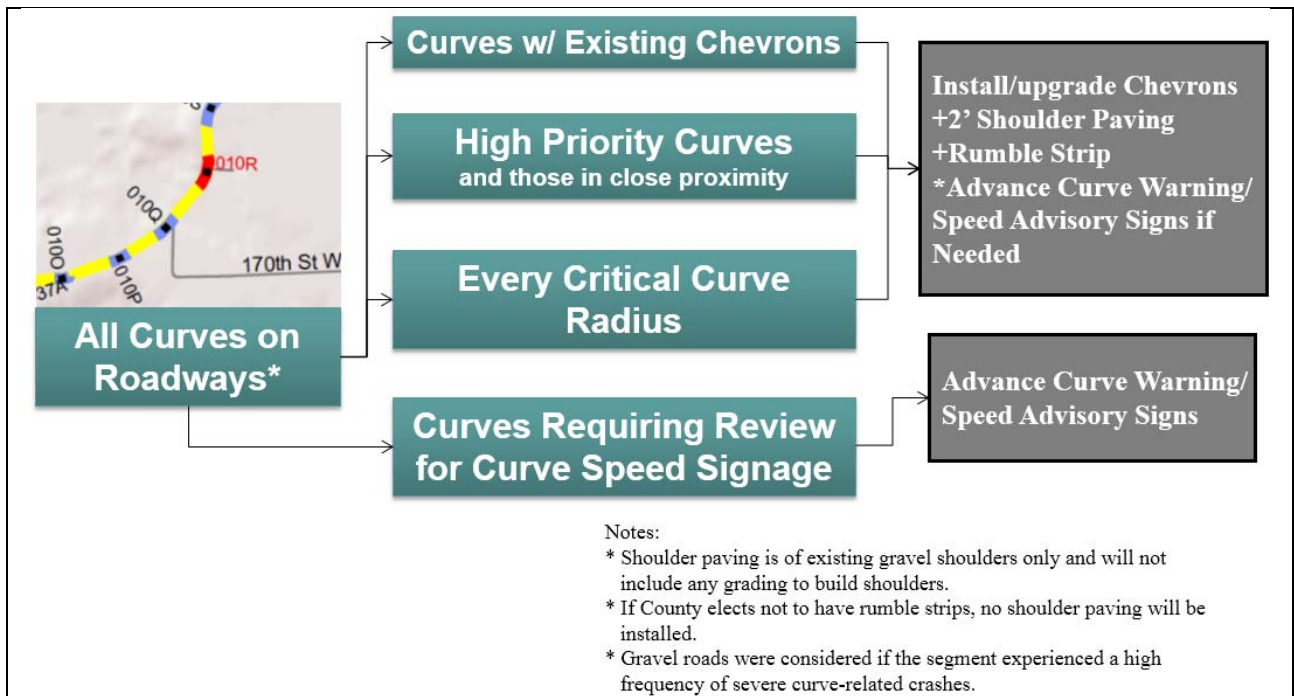 Curves w/ Existing Chevrons
High Priority Curves
and those in close proximity
Every Critical Curve
Radius
Curves Requiring Review
for Curve Speed Signage
010R
010Q
010O
010P
37A
170th St W
All Curves on
Roadways*
Install/upgrade Chevrons
+2’ Shoulder Paving
+Rumble Strip
*Advance Curve Warning/
Speed Advisory Signs if
Needed
Advance Curve Warning/
Speed Advisory Signs
Notes:
* Shoulder paving is of existing gravel shoulders only and will not
include any grading to build shoulders.
* If County elects not to have rumble strips, no shoulder paving will be
installed.
* Gravel roads were considered if the segment experienced a high
frequency of severe curve-related crashes.